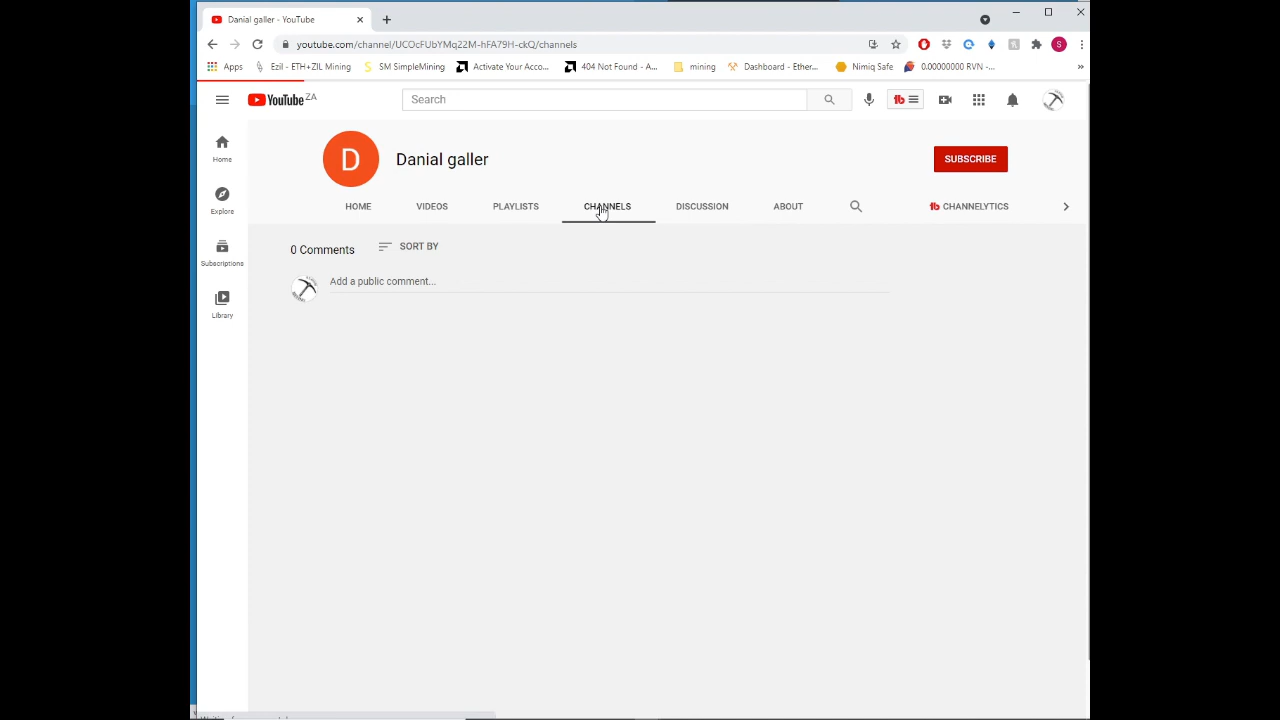 Danial galler - YouTube
youtube.com/channel/UCOcFUbYMq22M-hFA79H-ckQ/channels
S
Apps Ezil - ETH+ZIL Mining S SM SimpleMining Activate Your Acco... 404 Not Found - A... mining Dashboard - Ether... Nimiq Safe 0.00000000 RVN -... »
YouTube ZA
Search
tb
D
Danial galler
SUBSCRIBE
HOME VIDEOS PLAYLISTS CHANNELS DISCUSSION ABOUT tb CHANNELYTICS
Home
Explore
Subscriptions
Library
0 Comments SORT BY
Add a public comment...